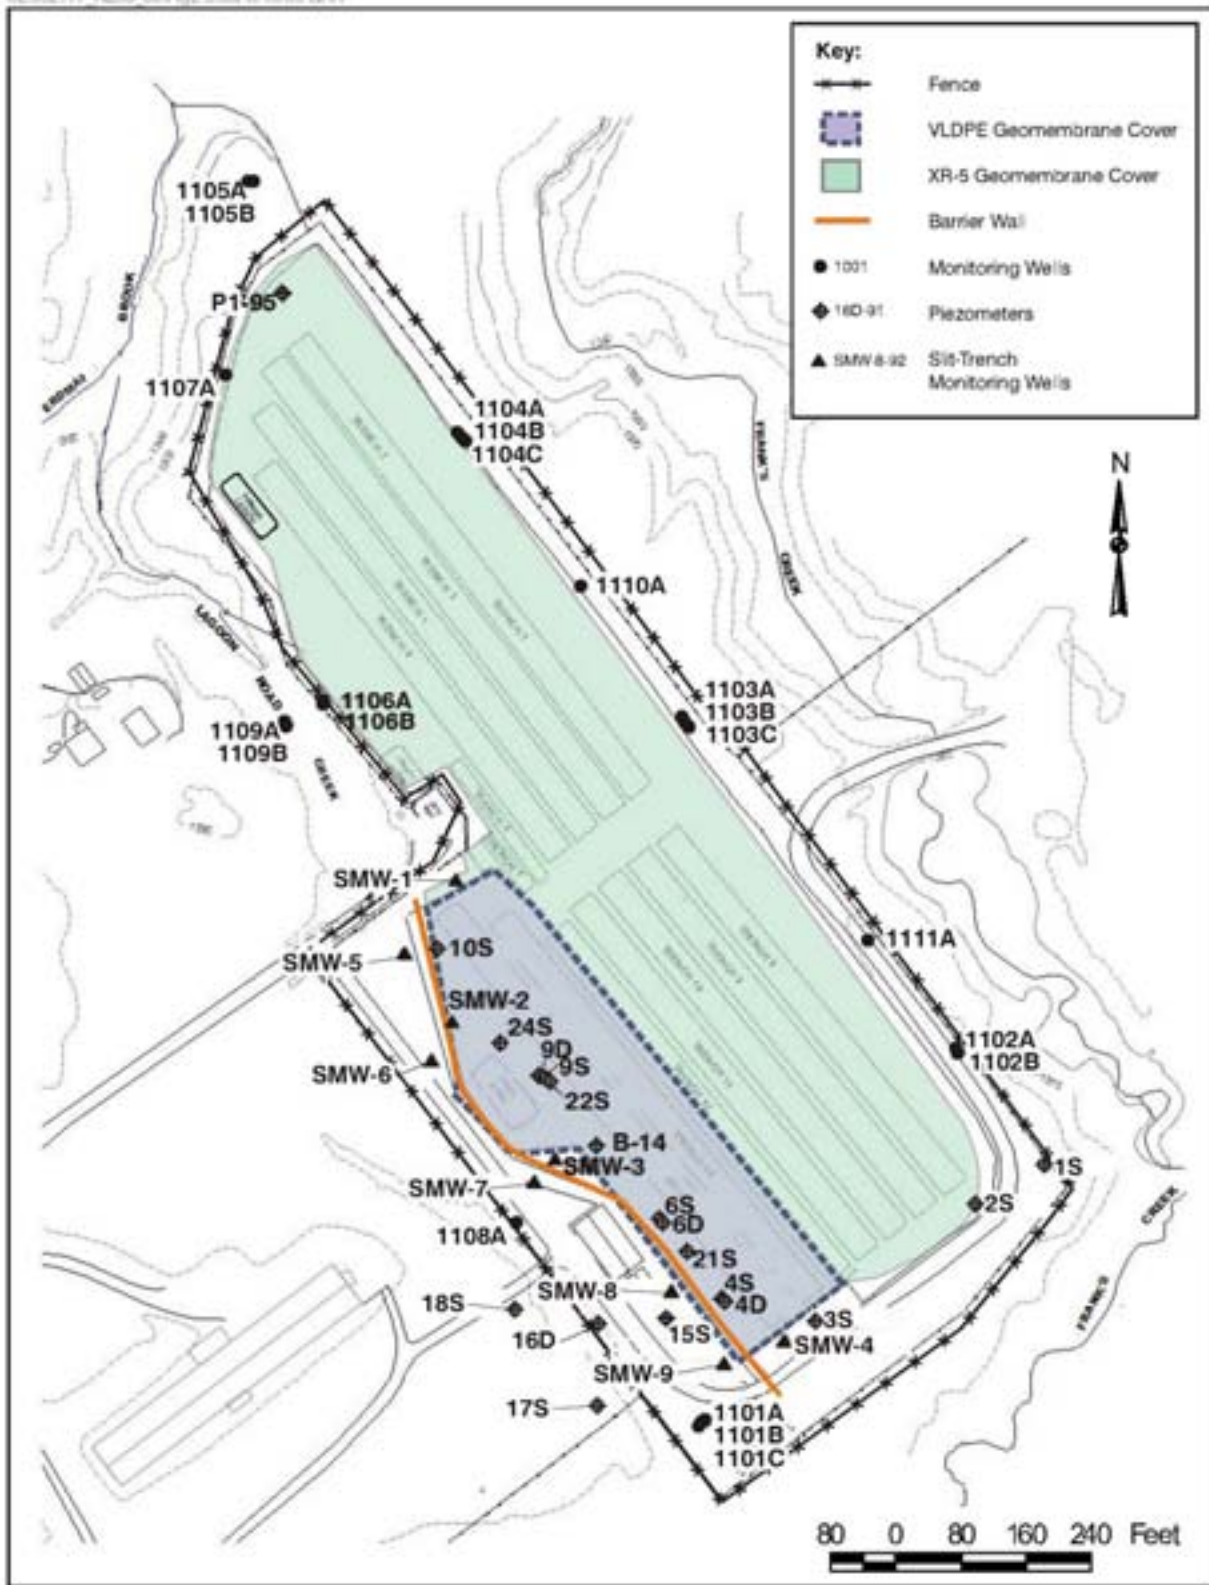 Key:
Fence
VLDPE Geomembrane Cover
XR-5 Geomembrane Cover
Barrier Wall
1001 Monitoring Wells
16D-91 Piezometers
SMW-8-92 Slit-Trench
Monitoring Wells
N
1105A
1105B
P1-95
1107A
BROOK
ERDMAN
1104A
1104B
1104C
FRANK'S
CREEK
1110A
LAGOON
ROAD
CREEK
1106A
1106B
1109A
1109B
1103A
1103B
1103C
SMW-1
SMW-5
10S
1111A
SMW-2
24S
9D
9S
22S
SMW-6
1102A
1102B
B-14
SMW-3
1S
SMW-7
2S
CREEK
FRANK'S
6S
6D
1108A
21S
SMW-8
4S
4D
18S
16D
15S
3S
SMW-4
SMW-9
17S
1101A
1101B
1101C
80 0 80 160 240 Feet